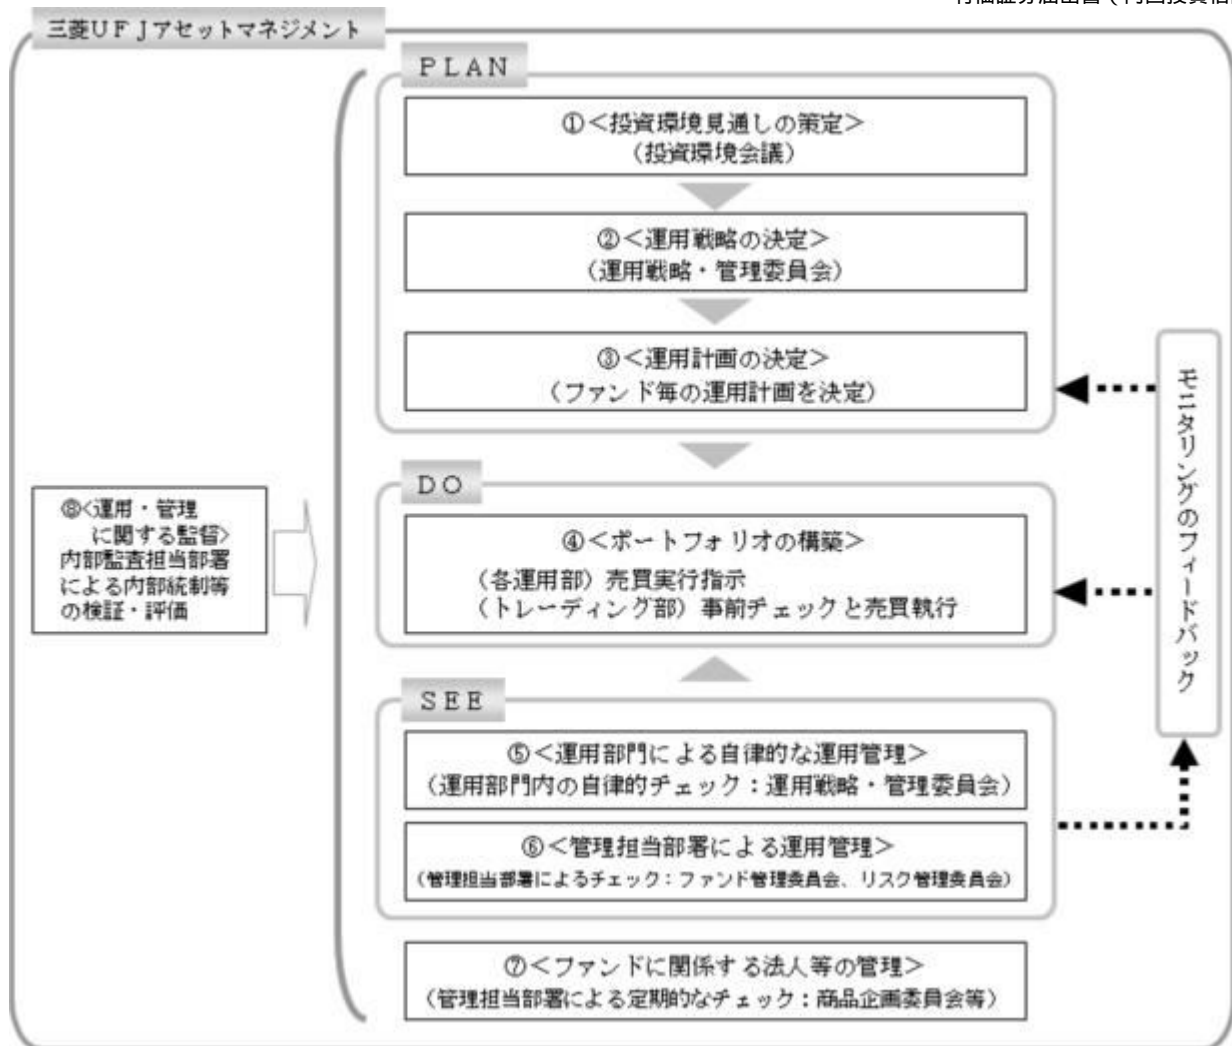 三菱UFJアセットマネジメント
PLAN
①<投資環境見通しの策定>
(投資環境会議)
②<運用戦略の決定>
(運用戦略・管理委員会)
③<運用計画の決定>
(ファンド毎の運用計画を決定)
DO
④<ポートフォリオの構築>
(各運用部)売買実行指示
(トレーディング部)事前チェックと売買執行
SEE
⑤<運用部門による自律的な運用管理>
(運用部門内の自律的チェック:運用戦略・管理委員会)
⑥<管理担当部署による運用管理>
(管理担当部署によるチェック:ファンド管理委員会、リスク管理委員会)
⑦<ファンドに関係する法人等の管理>
(管理担当部署による定期的なチェック:商品企画委員会等)
⑧<運用・管理
に関する監督>
内部監査担当部署
による内部統制等
の検証・評価
モニタリングのフィードバック